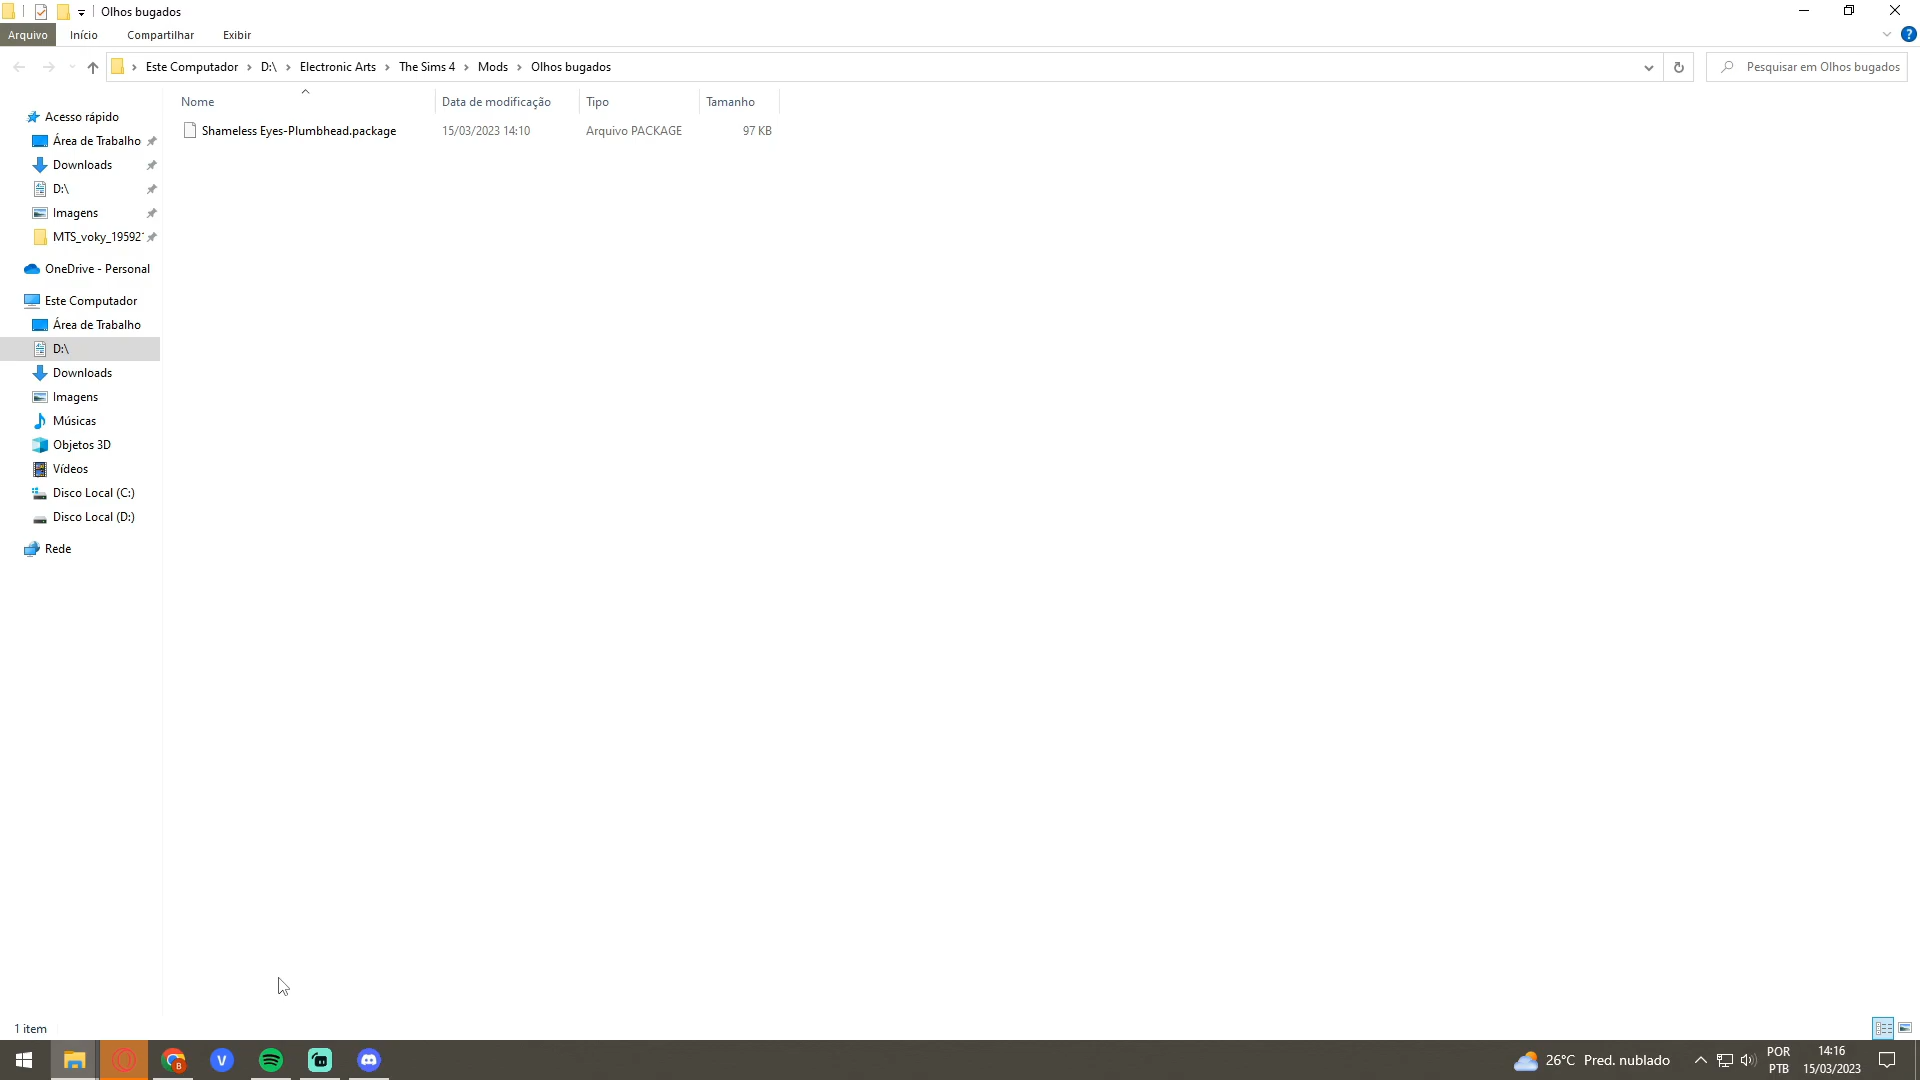 Olhos bugados
Arquivo Início Compartilhar Exibir
Este Computador D:\ Electronic Arts The Sims 4 Mods Olhos bugados
Pesquisar em Olhos bugados
Nome Data de modificação Tipo Tamanho
Shameless Eyes-Plumbhead.package 15/03/2023 14:10 Arquivo PACKAGE 97 KB
Acesso rápido
Área de Trabalho
Downloads
D:\
Imagens
MTS_voky_19592
OneDrive - Personal
Este Computador
Área de Trabalho
D:\
Downloads
Imagens
Músicas
Objetos 3D
Vídeos
Disco Local (C:)
Disco Local (D:)
Rede
1 item
26°C Pred. nublado
POR
PTB
14:16
15/03/2023